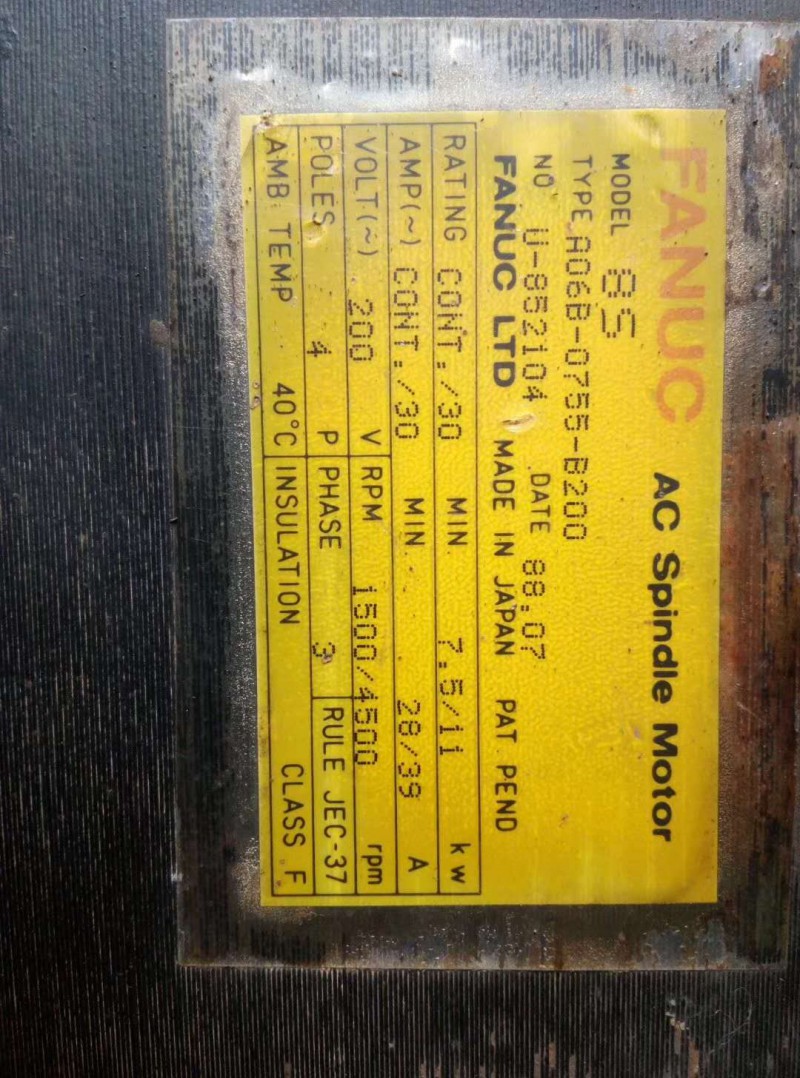 FANUC AC Spindle Motor
MODEL 8S
TYPE A06B-0755-B200
NO U-852104 DATE 88.07
FANUC LTD MADE IN JAPAN PAT PEND
RATING CONT./30 MIN. 7.5/11 kw
AMP(~) CONT./30 MIN. 28/39 A
VOLT(~) 200 V RPM 1500/4500 rpm
POLES 4 P PHASE 3 RULE JEC-37
AMB TEMP 40°C INSULATION CLASS F